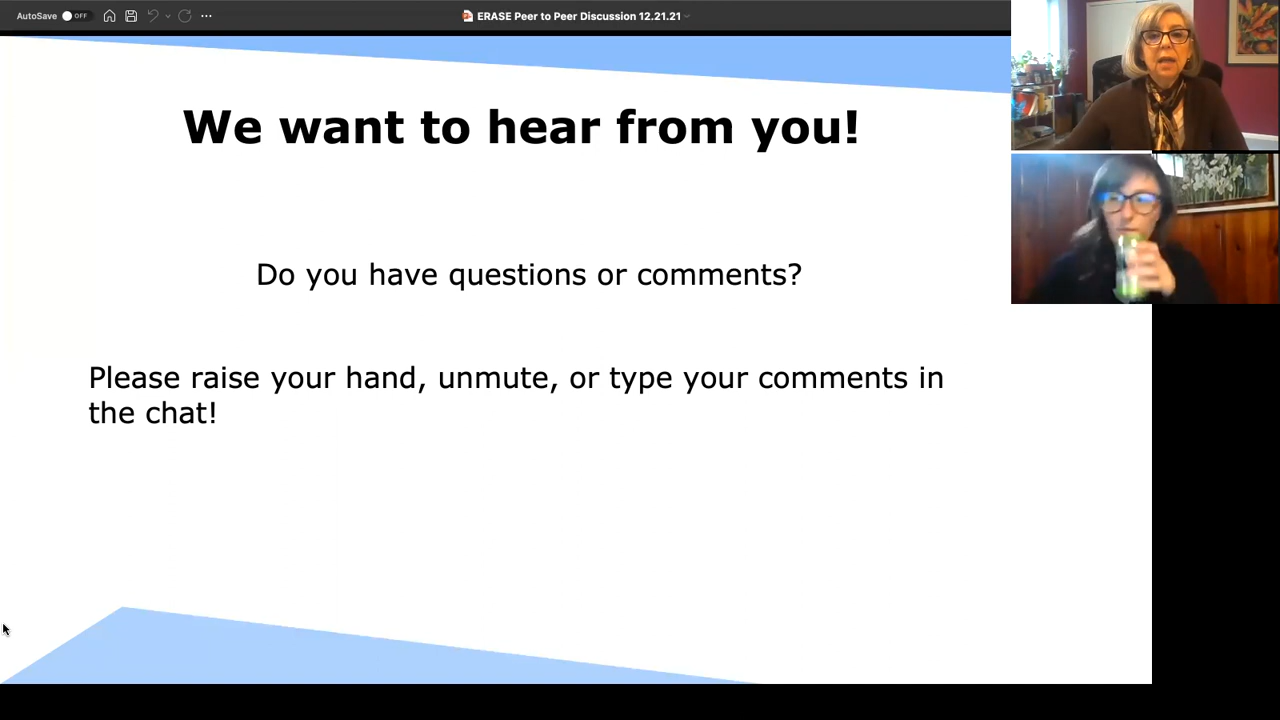 AutoSave OFF
ERASE Peer to Peer Discussion 12.21.21
We want to hear from you!
Do you have questions or comments?
Please raise your hand, unmute, or type your comments in
the chat!